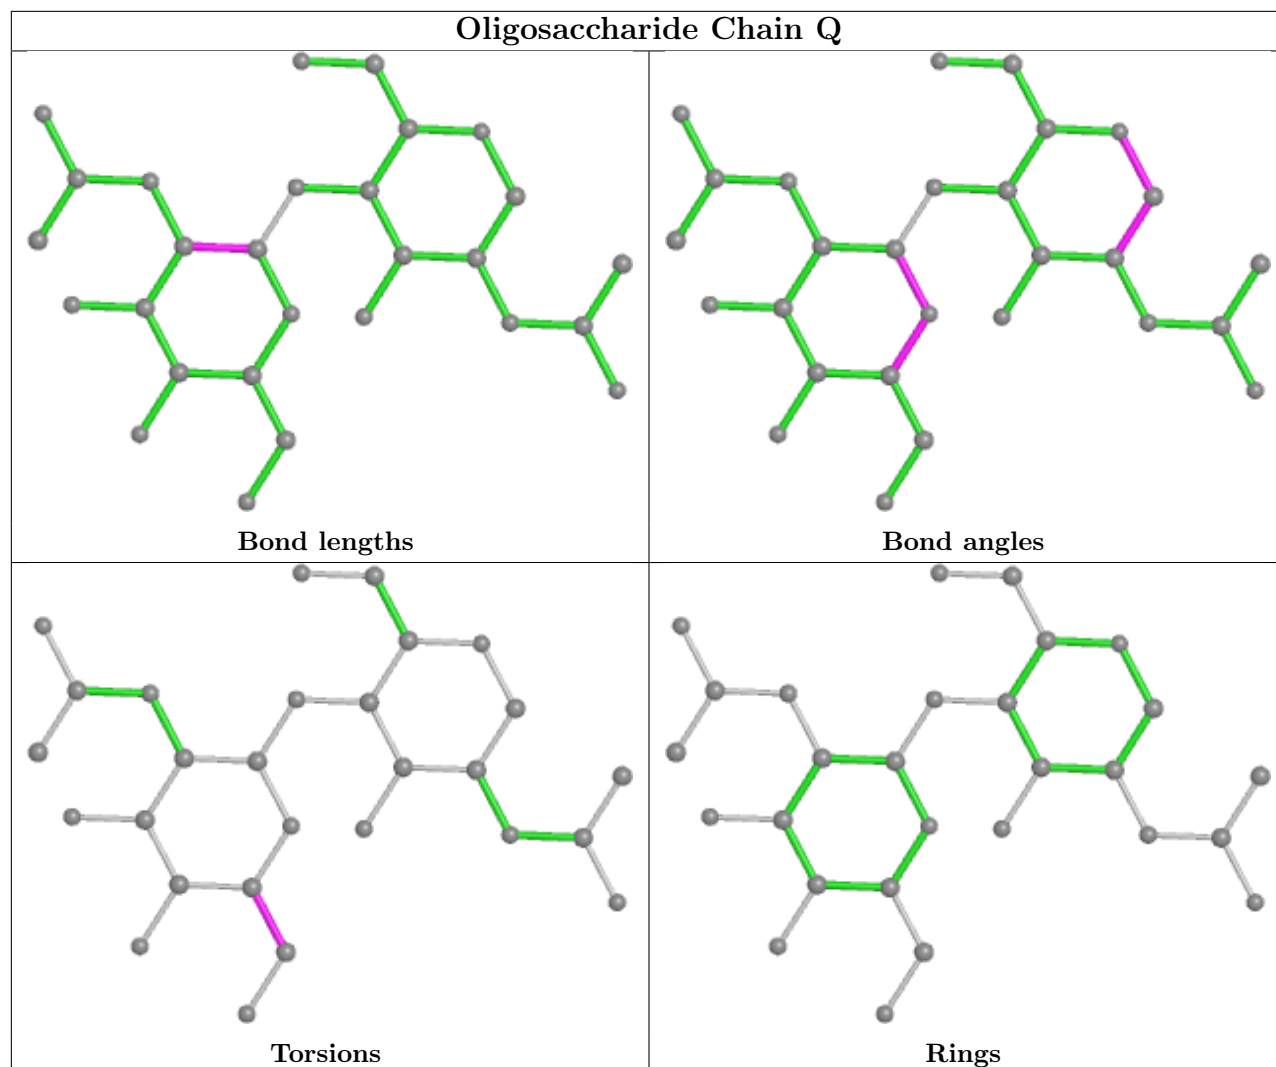 Oligosaccharide Chain Q
Bond lengths
Bond angles
Torsions
Rings